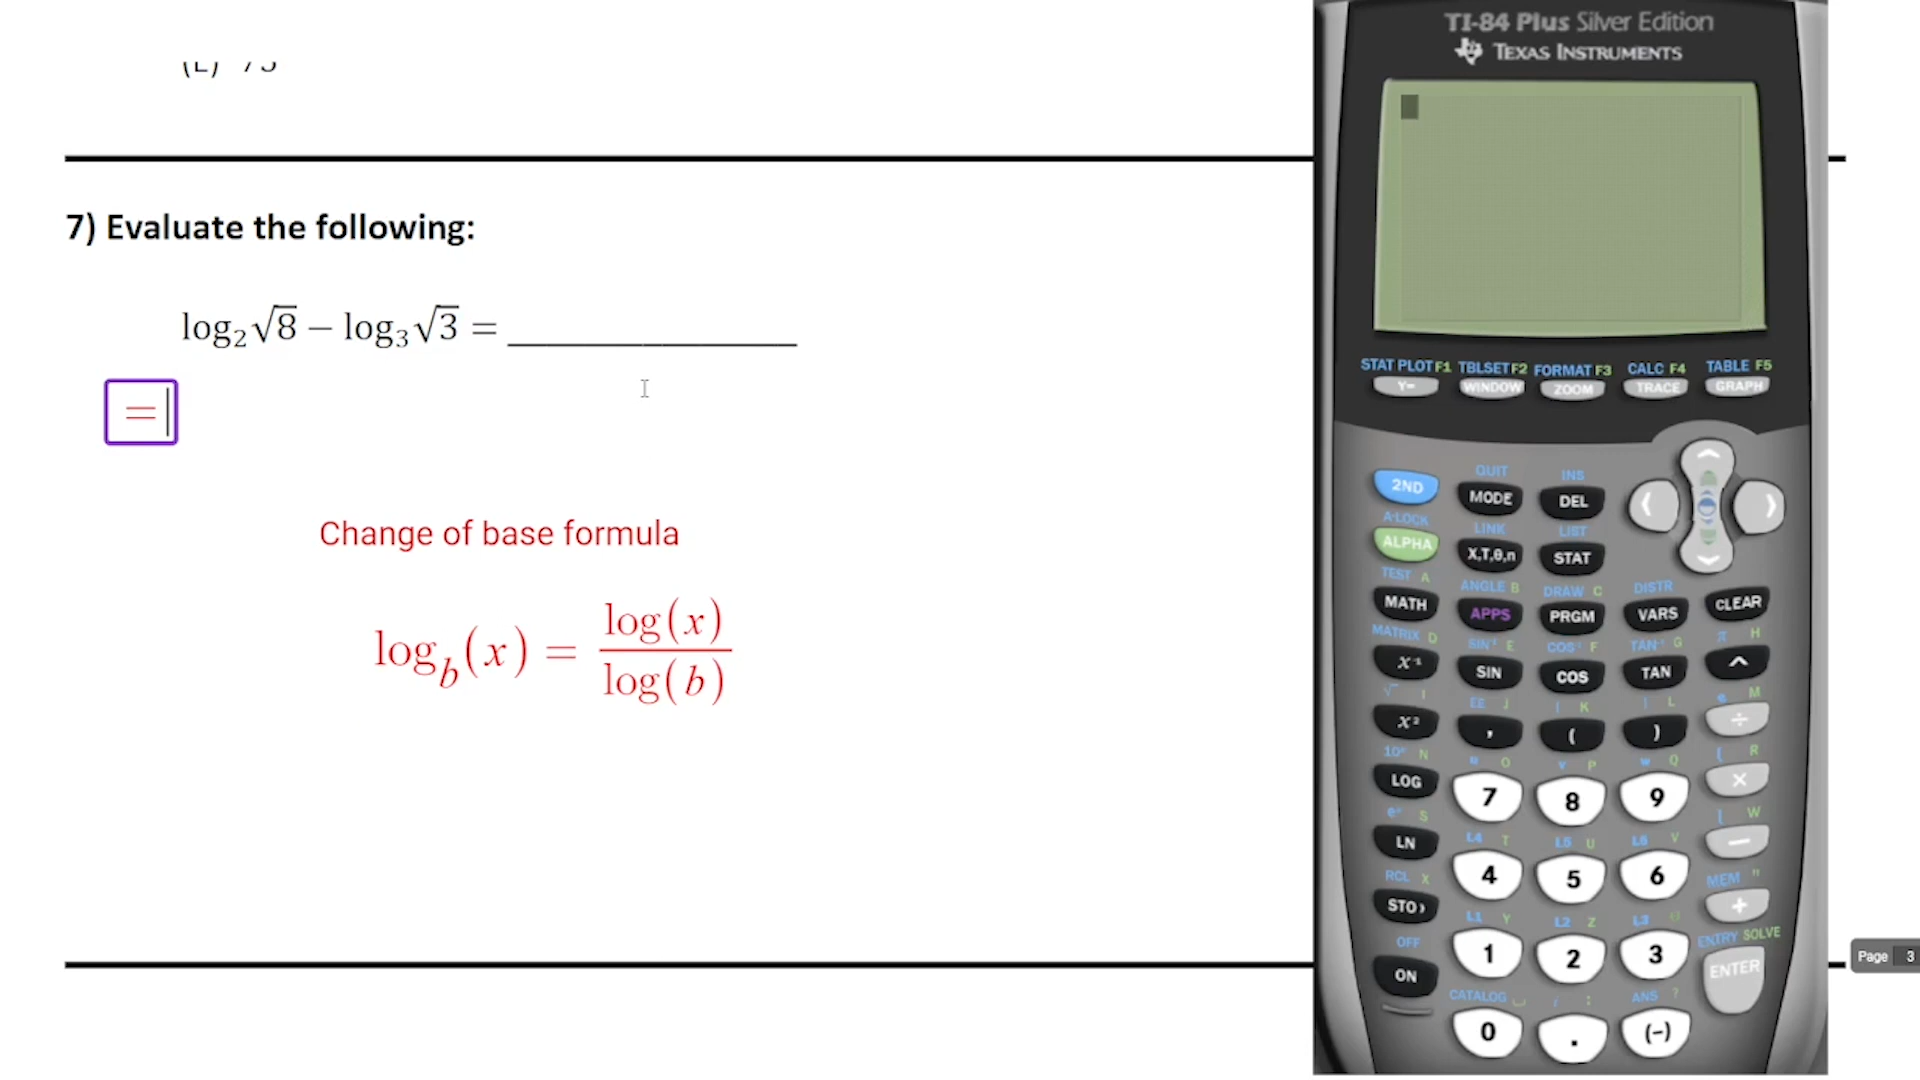 TI-84 Plus Silver Edition
TEXAS INSTRUMENTS
7) Evaluate the following:
log₂√8 − log₃√3 = ______________
=
Change of base formula
log_b(x) = log(x)/log(b)
STAT PLOT F1 TBLSET F2 FORMAT F3 CALC F4 TABLE F5
Y= WINDOW ZOOM TRACE GRAPH
QUIT INS
2ND MODE DEL
A-LOCK LINK LIST
ALPHA X,T,θ,n STAT
TEST A ANGLE B DRAW C DISTR
MATH APPS PRGM VARS CLEAR
MATRIX D SIN⁻¹ E COS⁻¹ F TAN⁻¹ G π H
x⁻¹ SIN COS TAN ^
√ I EE J { K } L e M
x² , ( ) ÷
10ˣ N u O v P w Q [ R
LOG 7 8 9 ×
eˣ S L4 T L5 U L6 V ] W
LN 4 5 6 −
RCL X L1 Y L2 Z L3 MEM "
STO› 1 2 3 +
OFF ENTRY SOLVE
ON ENTER
CATALOG i : ANS ?
0 . (-)
Page 3